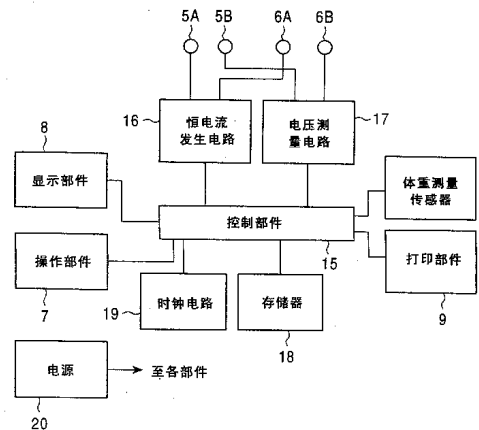 5A 5B 6A 6B
16 恒电流
发生电路
电压测
量电路 17
8
显示部件
体重测量
传感器
控制部件
15
操作部件
7
打印部件
9
19 时钟电路
存储器
18
电源 至各部件
20